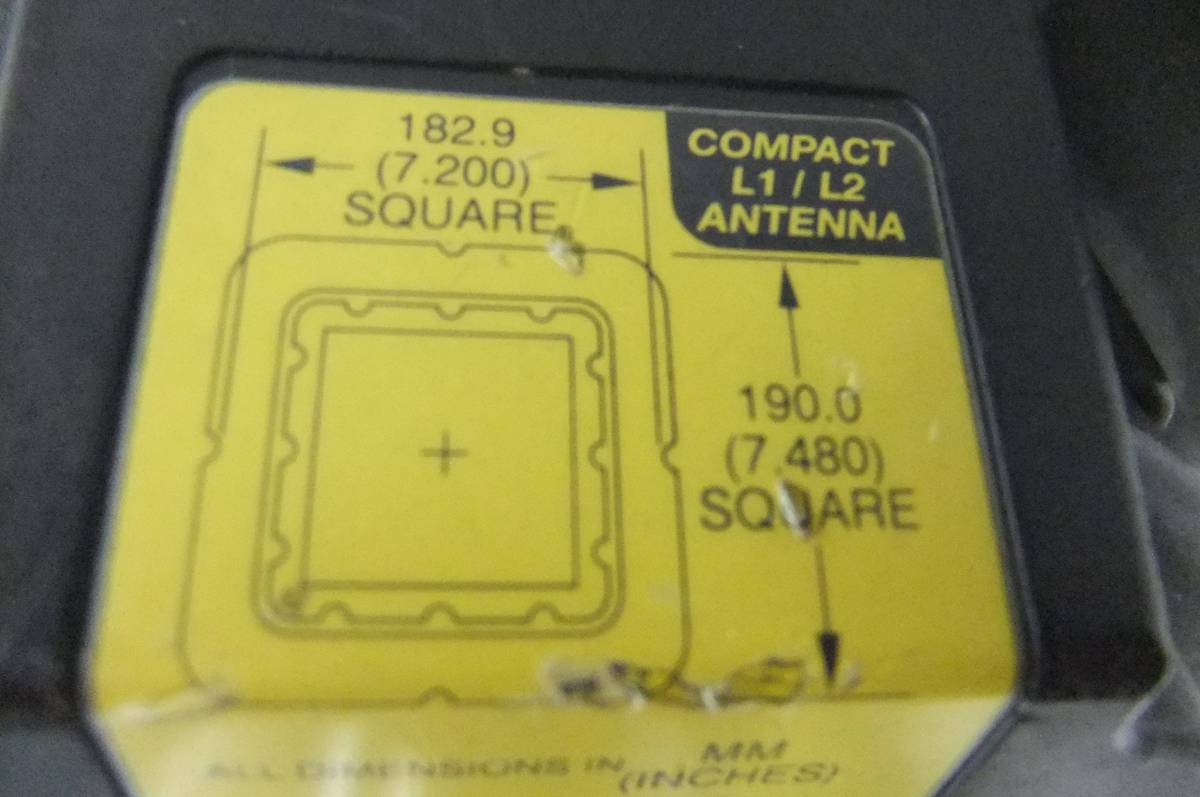 182.9
(7.200)
SQUARE
COMPACT
L1 / L2
ANTENNA
190.0
(7.480)
SQUARE
ALL DIMENSIONS IN MM
(INCHES)